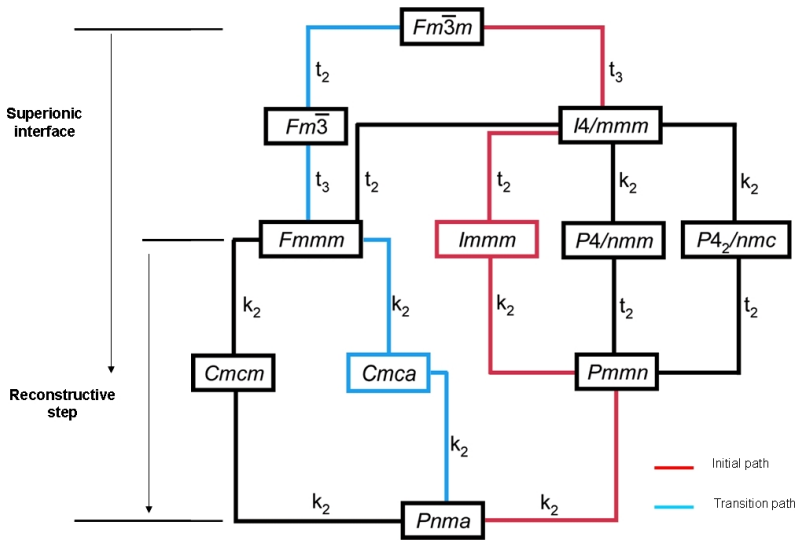 Fm3̅m
t₂
t₃
Superionic
interface
Fm3̅
I4/mmm
t₃
t₂
t₂
k₂
k₂
Fmmm
Immm
P4/nmm
P4₂/nmc
k₂
k₂
k₂
t₂
t₂
Cmcm
Cmca
Pmmn
Reconstructive
step
k₂
Initial path
k₂
k₂
Transition path
Pnma